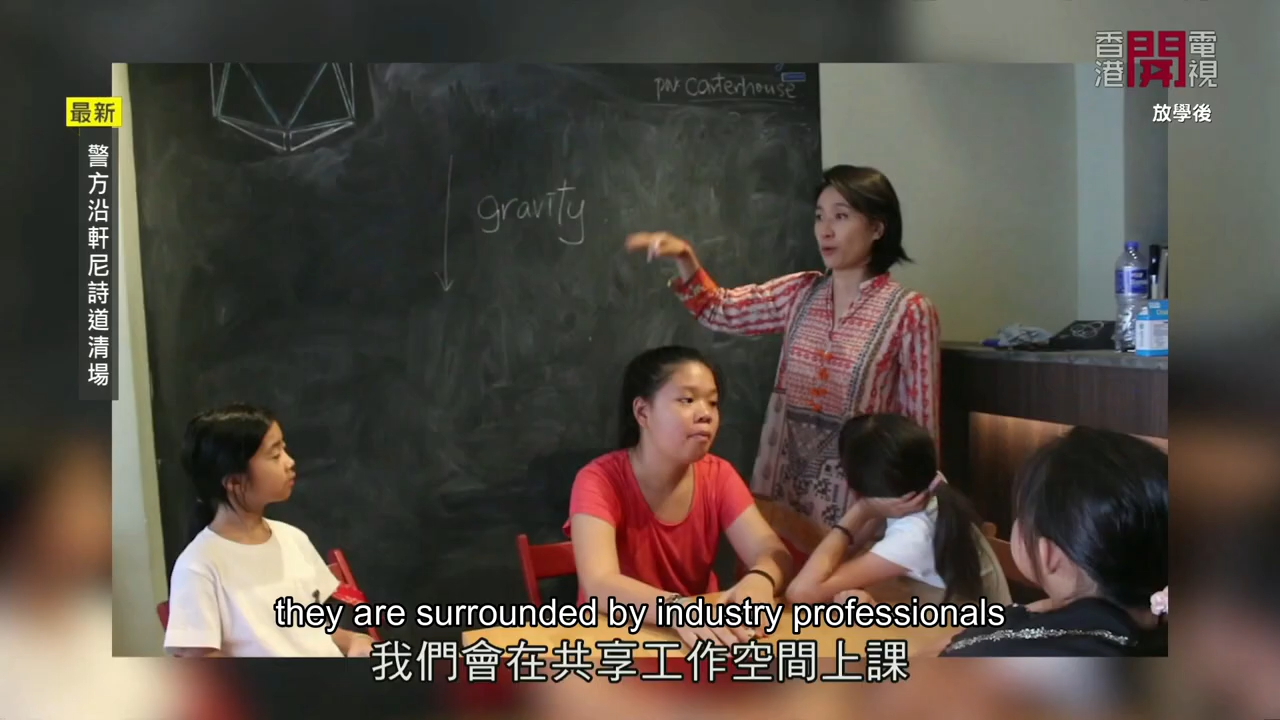 香港開電視
放學後
最新
警方沿軒尼詩道清場
pw: carterhouse
gravity
they are surrounded by industry professionals
我們會在共享工作空間上課